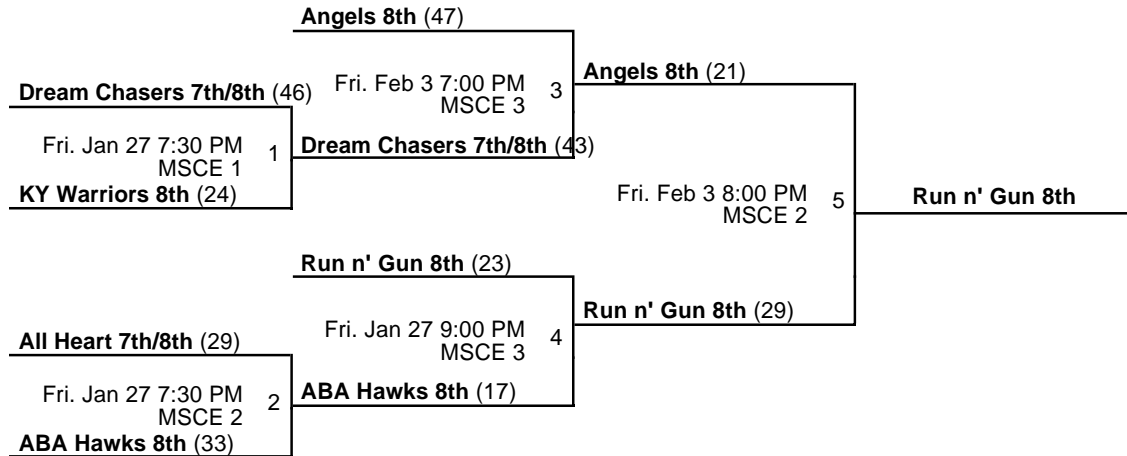 Angels 8th (47)
Fri. Feb 3 7:00 PM 3
MSCE 3
Angels 8th (21)
Dream Chasers 7th/8th (46)
Fri. Jan 27 7:30 PM 1
MSCE 1
Dream Chasers 7th/8th (43)
KY Warriors 8th (24)
Fri. Feb 3 8:00 PM 5
MSCE 2
Run n' Gun 8th
Run n' Gun 8th (23)
Fri. Jan 27 9:00 PM 4
MSCE 3
Run n' Gun 8th (29)
All Heart 7th/8th (29)
Fri. Jan 27 7:30 PM 2
MSCE 2
ABA Hawks 8th (17)
ABA Hawks 8th (33)